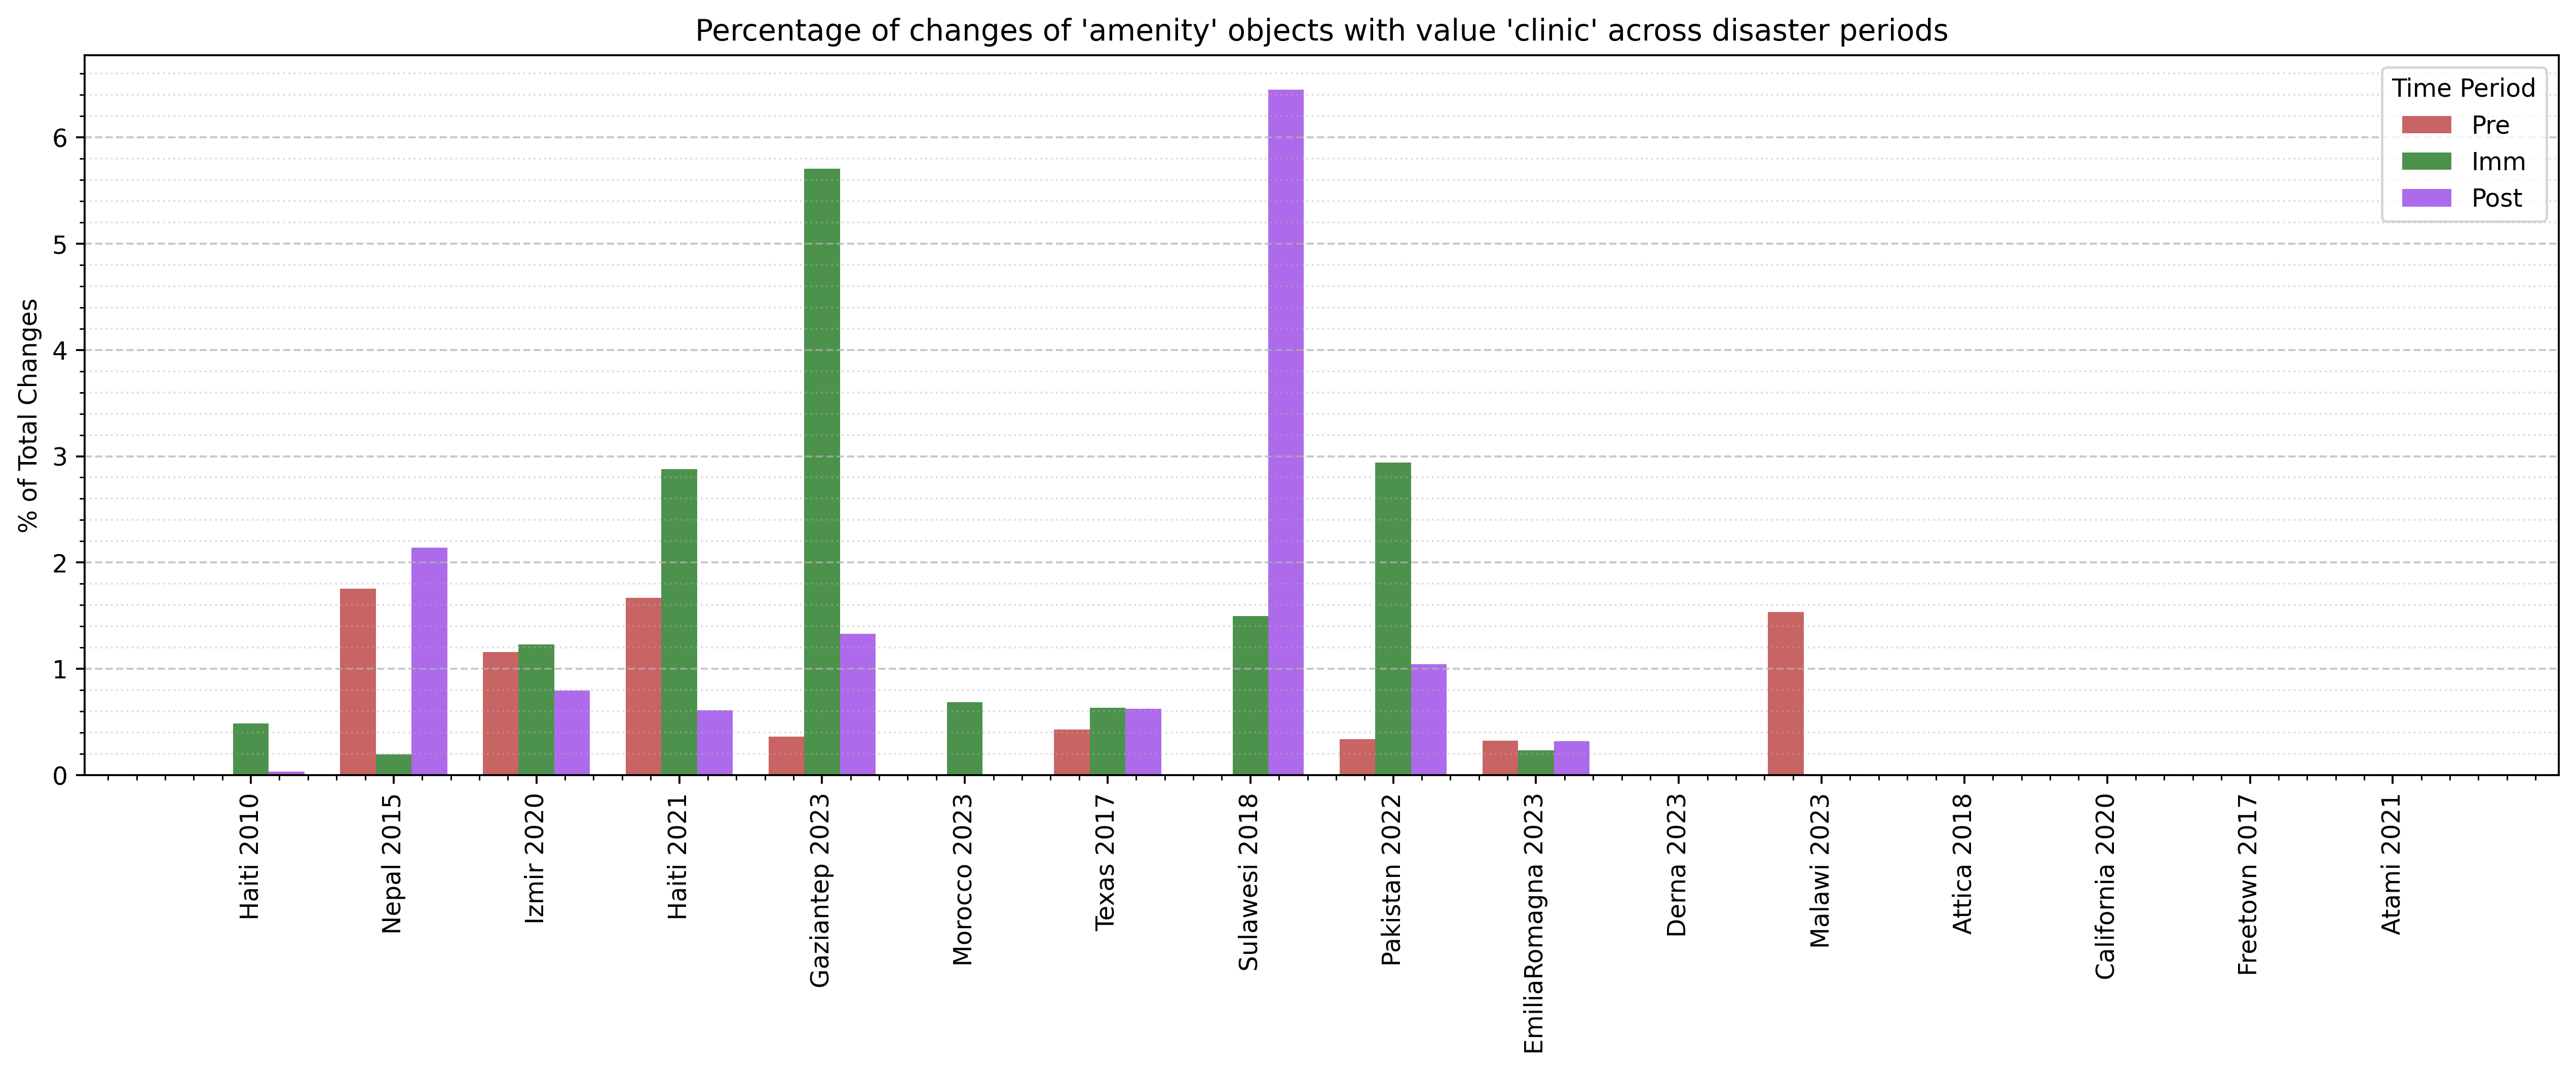 Percentage of changes of 'amenity' objects with value 'clinic' across disaster periods
% of Total Changes
6
5
4
3
2
1
0
Time Period
Pre
Imm
Post
Haiti 2010
Nepal 2015
Izmir 2020
Haiti 2021
Gaziantep 2023
Morocco 2023
Texas 2017
Sulawesi 2018
Pakistan 2022
EmiliaRomagna 2023
Derna 2023
Malawi 2023
Attica 2018
California 2020
Freetown 2017
Atami 2021